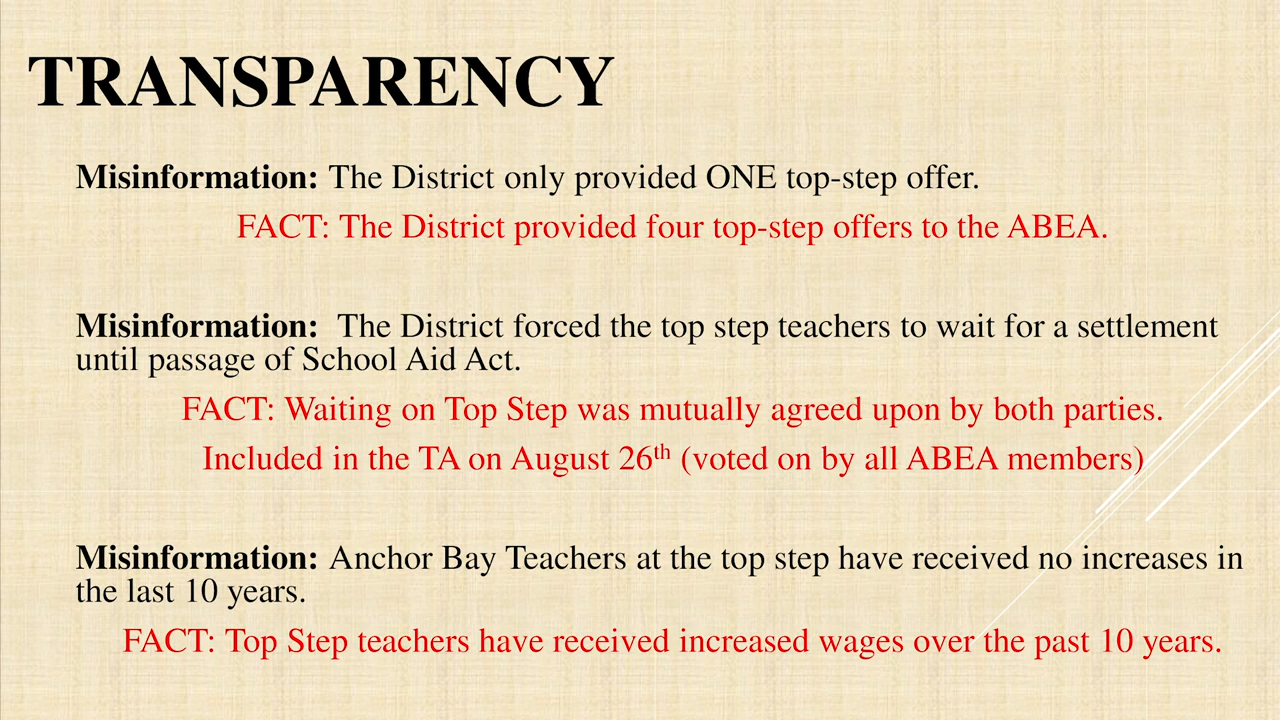 TRANSPARENCY
Misinformation: The District only provided ONE top-step offer.
FACT: The District provided four top-step offers to the ABEA.
Misinformation:  The District forced the top step teachers to wait for a settlement
until passage of School Aid Act.
FACT: Waiting on Top Step was mutually agreed upon by both parties.
Included in the TA on August 26th (voted on by all ABEA members)
Misinformation: Anchor Bay Teachers at the top step have received no increases in
the last 10 years.
FACT: Top Step teachers have received increased wages over the past 10 years.